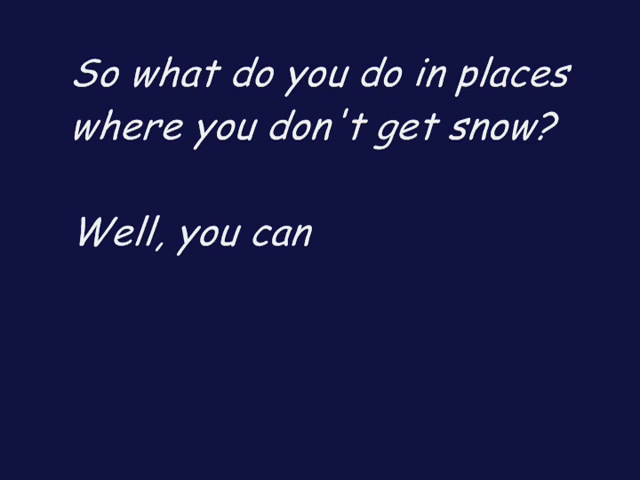 So what do you do in places
where you don't get snow?
Well, you can